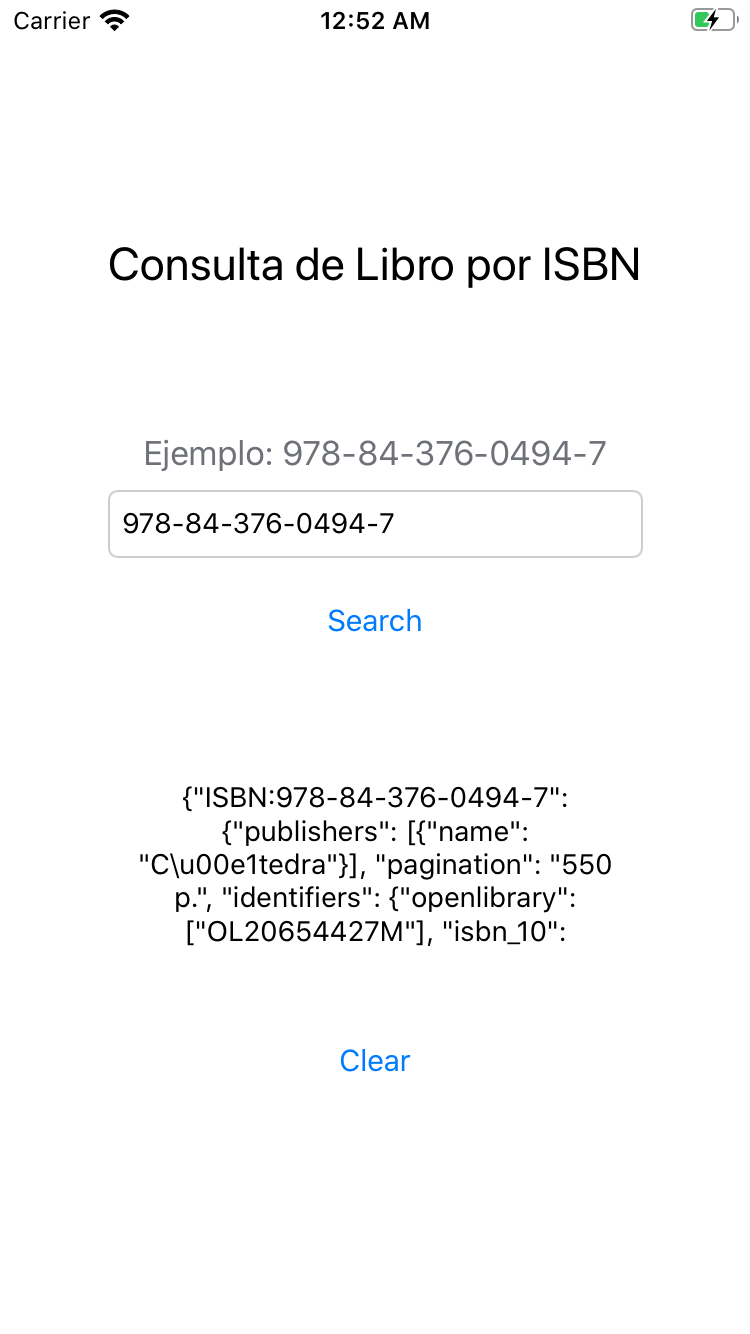 Carrier 12:52 AM
Consulta de Libro por ISBN
Ejemplo: 978-84-376-0494-7
978-84-376-0494-7
Search
{"ISBN:978-84-376-0494-7":
{"publishers": [{"name":
"C\u00e1tedra"}], "pagination": "550
p.", "identifiers": {"openlibrary":
["OL20654427M"], "isbn_10":
Clear